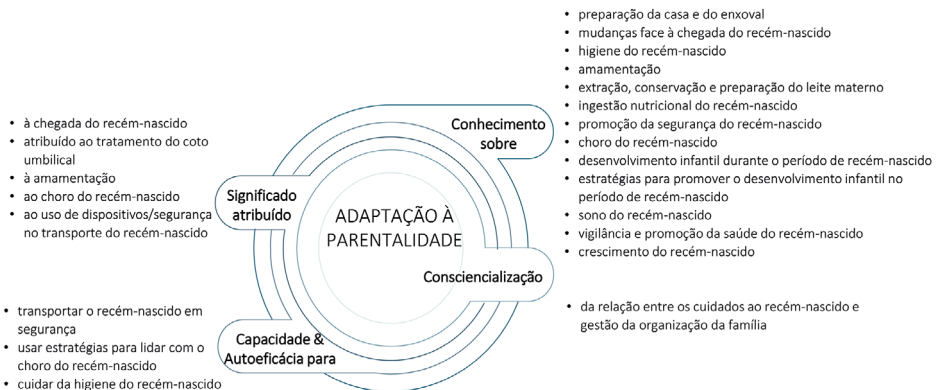 ADAPTAÇÃO À
PARENTALIDADE
Conhecimento
sobre
preparação da casa e do enxoval
mudanças face à chegada do recém-nascido
higiene do recém-nascido
amamentação
extração, conservação e preparação do leite materno
ingestão nutricional do recém-nascido
promoção da segurança do recém-nascido
choro do recém-nascido
desenvolvimento infantil durante o período de recém-nascido
estratégias para promover o desenvolvimento infantil no
período de recém-nascido
sono do recém-nascido
vigilância e promoção da saúde do recém-nascido
crescimento do recém-nascido
Significado
atribuído
à chegada do recém-nascido
atribuído ao tratamento do coto
umbilical
à amamentação
ao choro do recém-nascido
ao uso de dispositivos/segurança
no transporte do recém-nascido
Consciencialização
da relação entre os cuidados ao recém-nascido e
gestão da organização da família
Capacidade &
Autoeficácia para
transportar o recém-nascido em
segurança
usar estratégias para lidar com o
choro do recém-nascido
cuidar da higiene do recém-nascido